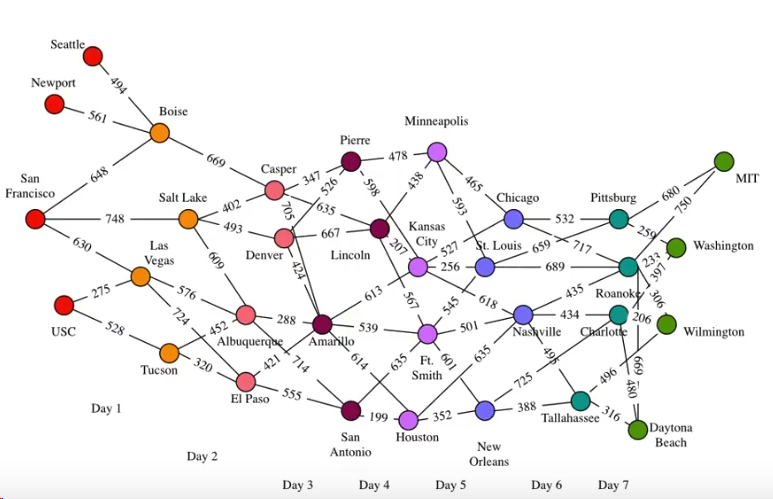 Seattle
494
Newport
561
Boise
Minneapolis
648
669
Pierre
478
Casper
347
526
598
438
465
San
Francisco
Salt Lake
402
635
593
Chicago
Pittsburg
680
MIT
748
705
532
750
493
667
207
Kansas
City
527
St. Louis
659
717
259
Washington
630
Las
Vegas
609
Denver
Lincoln
424
256
689
233
397
275
576
613
567
618
435
Roanoke
306
USC
724
452
288
539
545
501
434
206
528
Albuquerque
Amarillo
Nashville
Charlotte
Wilmington
Tucson
320
421
714
614
635
Ft.
Smith
601
635
495
669
496
480
El Paso
555
725
Day 1
199
352
388
316
San
Antonio
Houston
New
Orleans
Tallahassee
Daytona
Beach
Day 2
Day 3
Day 4
Day 5
Day 6
Day 7